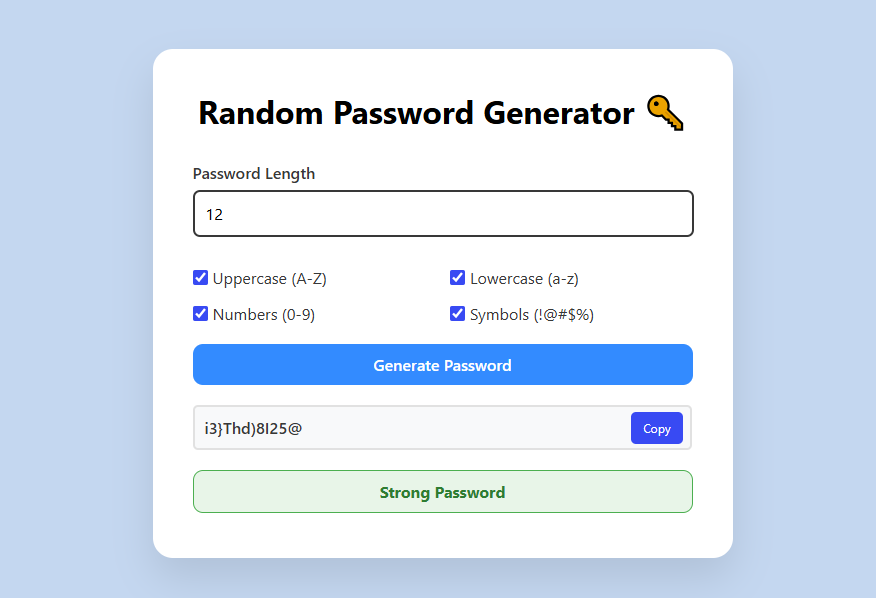 Random Password Generator 🔑
Password Length
12
Uppercase (A-Z) Lowercase (a-z)
Numbers (0-9) Symbols (!@#$%)
Generate Password
i3}Thd)8I25@ Copy
Strong Password